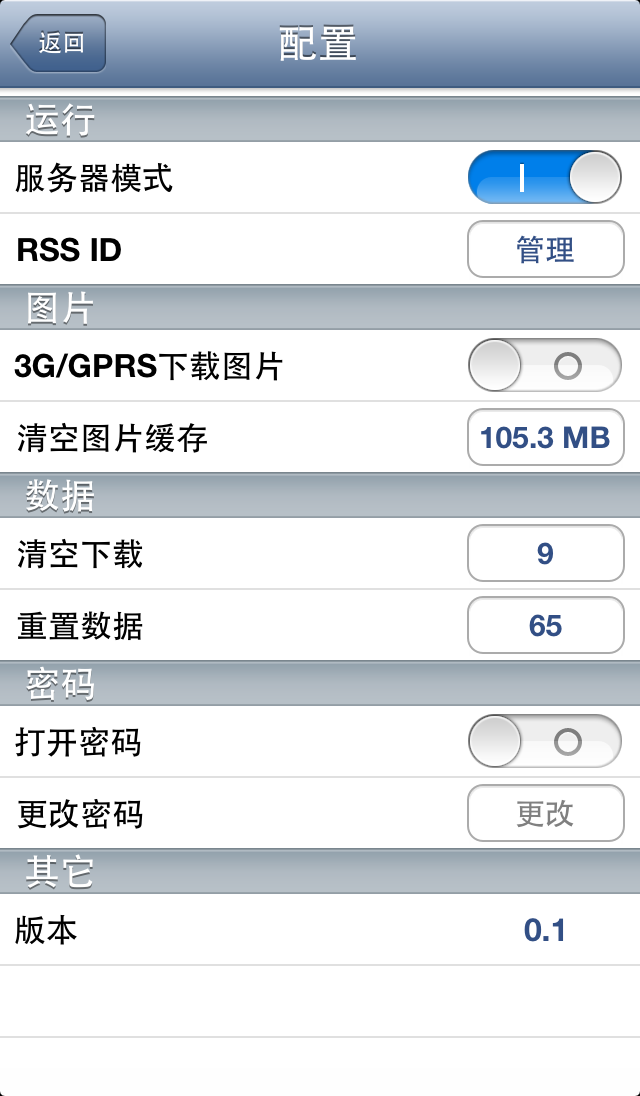 返回
配置
运行
服务器模式
RSS ID
管理
图片
3G/GPRS下载图片
清空图片缓存
105.3 MB
数据
清空下载
9
重置数据
65
密码
打开密码
更改密码
更改
其它
版本
0.1